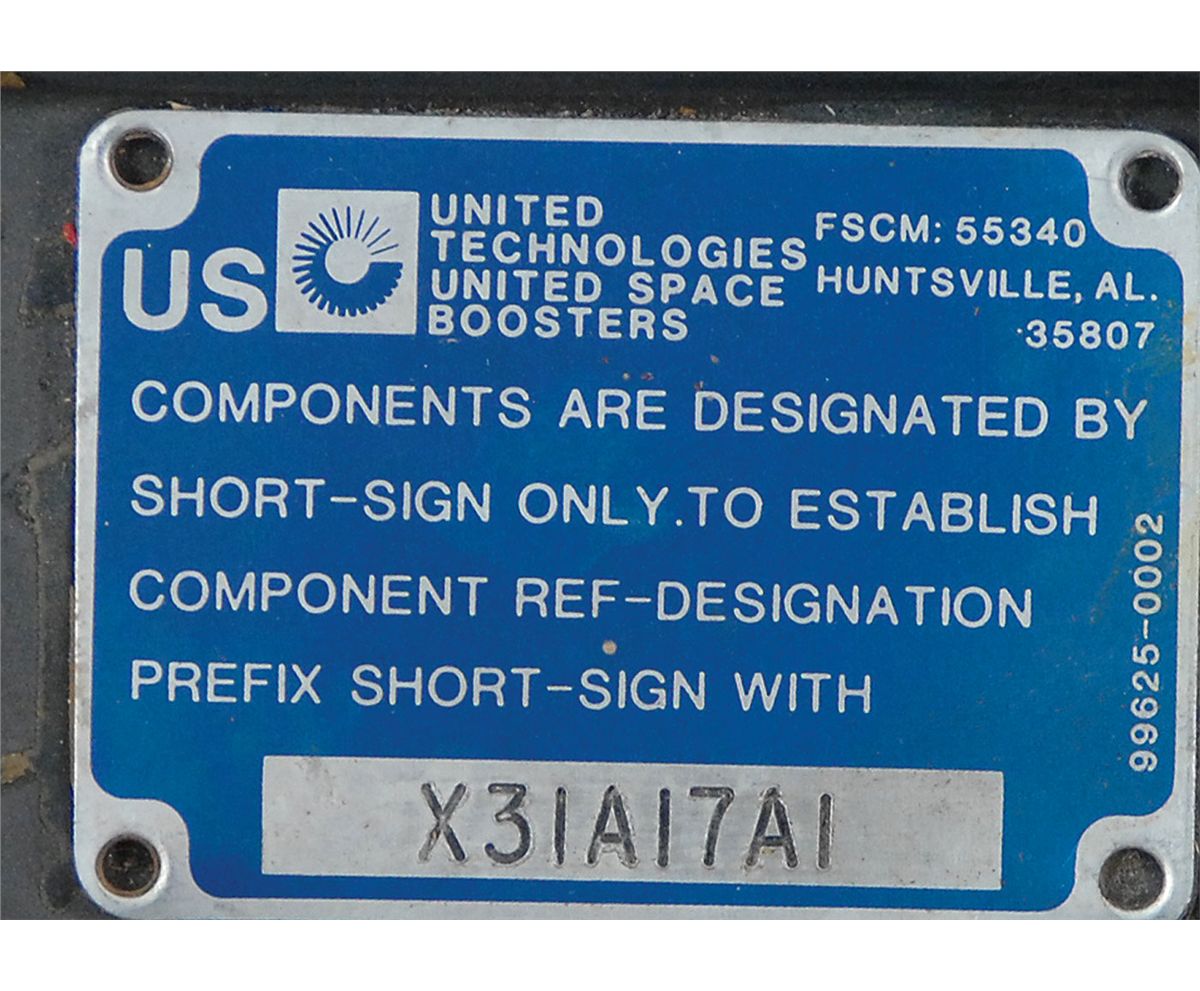 US
UNITED
TECHNOLOGIES
UNITED SPACE
BOOSTERS
FSCM: 55340
HUNTSVILLE, AL.
35807
COMPONENTS ARE DESIGNATED BY
SHORT-SIGN ONLY. TO ESTABLISH
COMPONENT REF-DESIGNATION
PREFIX SHORT-SIGN WITH
X31A17A1
99625-0002